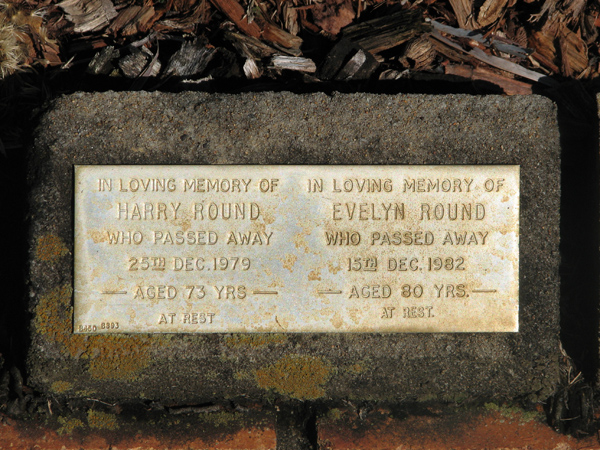 IN LOVING MEMORY OF
HARRY ROUND
WHO PASSED AWAY
25TH DEC. 1979
— AGED 73 YRS —
AT REST
IN LOVING MEMORY OF
EVELYN ROUND
WHO PASSED AWAY
15TH DEC. 1982
— AGED 80 YRS. —
AT REST.